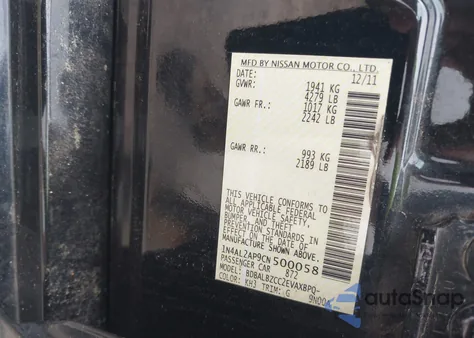 MFD BY NISSAN MOTOR CO., LTD.
DATE: 12/11
GVWR: 1941 KG
4279 LB
GAWR FR.: 1017 KG
2242 LB
GAWR RR.: 993 KG
2189 LB
THIS VEHICLE CONFORMS TO
ALL APPLICABLE FEDERAL
MOTOR VEHICLE SAFETY,
BUMPER, AND THEFT
PREVENTION STANDARDS
IN EFFECT ON THE DATE OF
MANUFACTURE SHOWN ABOVE.
1N4AL2AP9CN500058
PASSENGER CAR 872
MODEL: BDBALBZCC2EVAXBPQ-
COLOR: KH3 TRIM: G
autoSnap